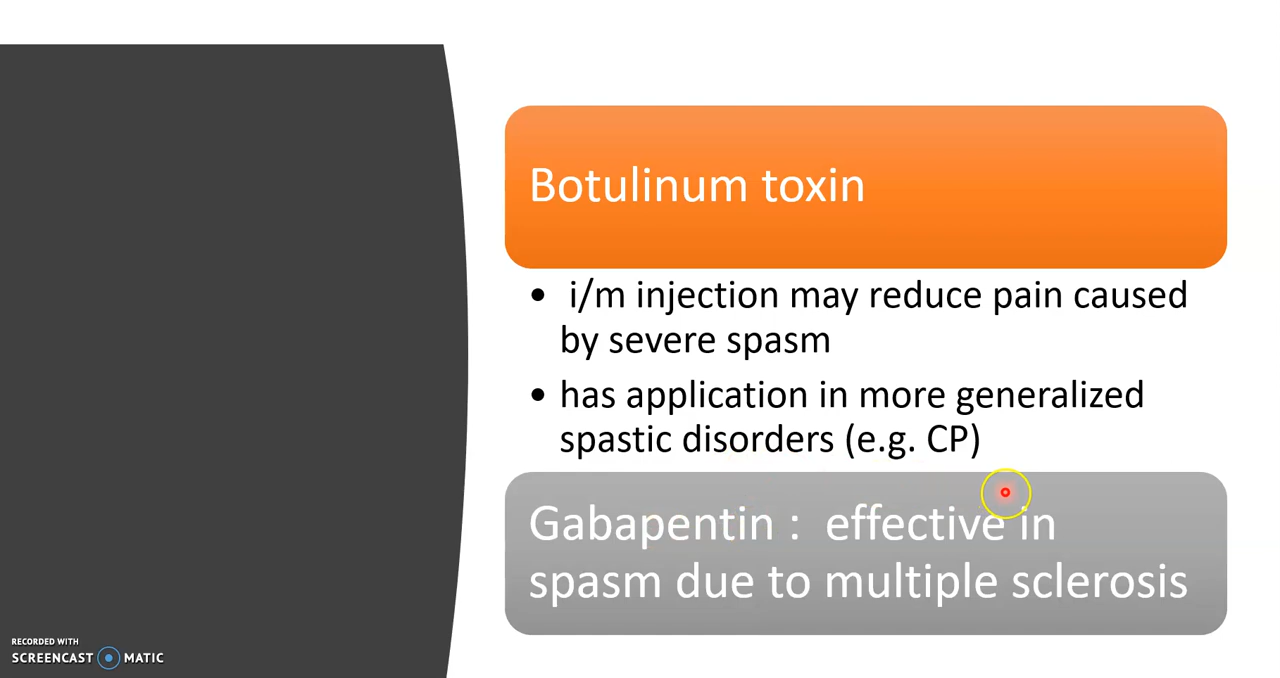 Botulinum toxin
• i/m injection may reduce pain caused
by severe spasm
• has application in more generalized
spastic disorders (e.g. CP)
Gabapentin : effective in
spasm due to multiple sclerosis
RECORDED WITH
SCREENCAST MATIC